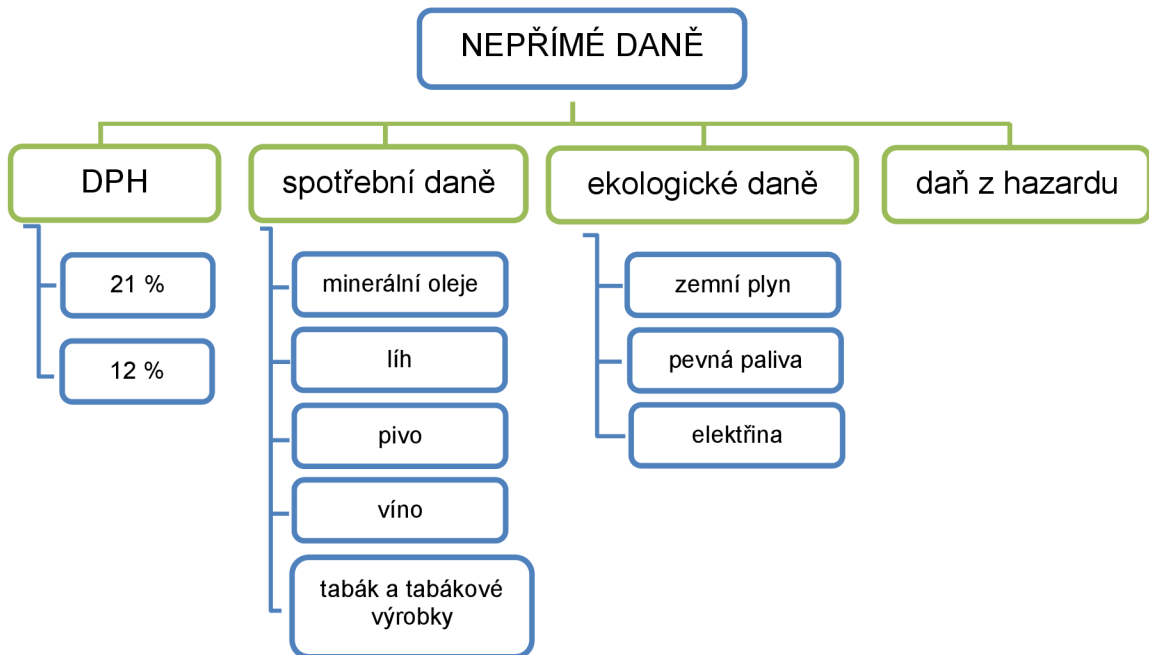 NEPŘÍMÉ DANĚ
DPH
21 %
12 %
spotřební daně
minerální oleje
líh
pivo
víno
tabák a tabákové
výrobky
ekologické daně
zemní plyn
pevná paliva
elektřina
daň z hazardu